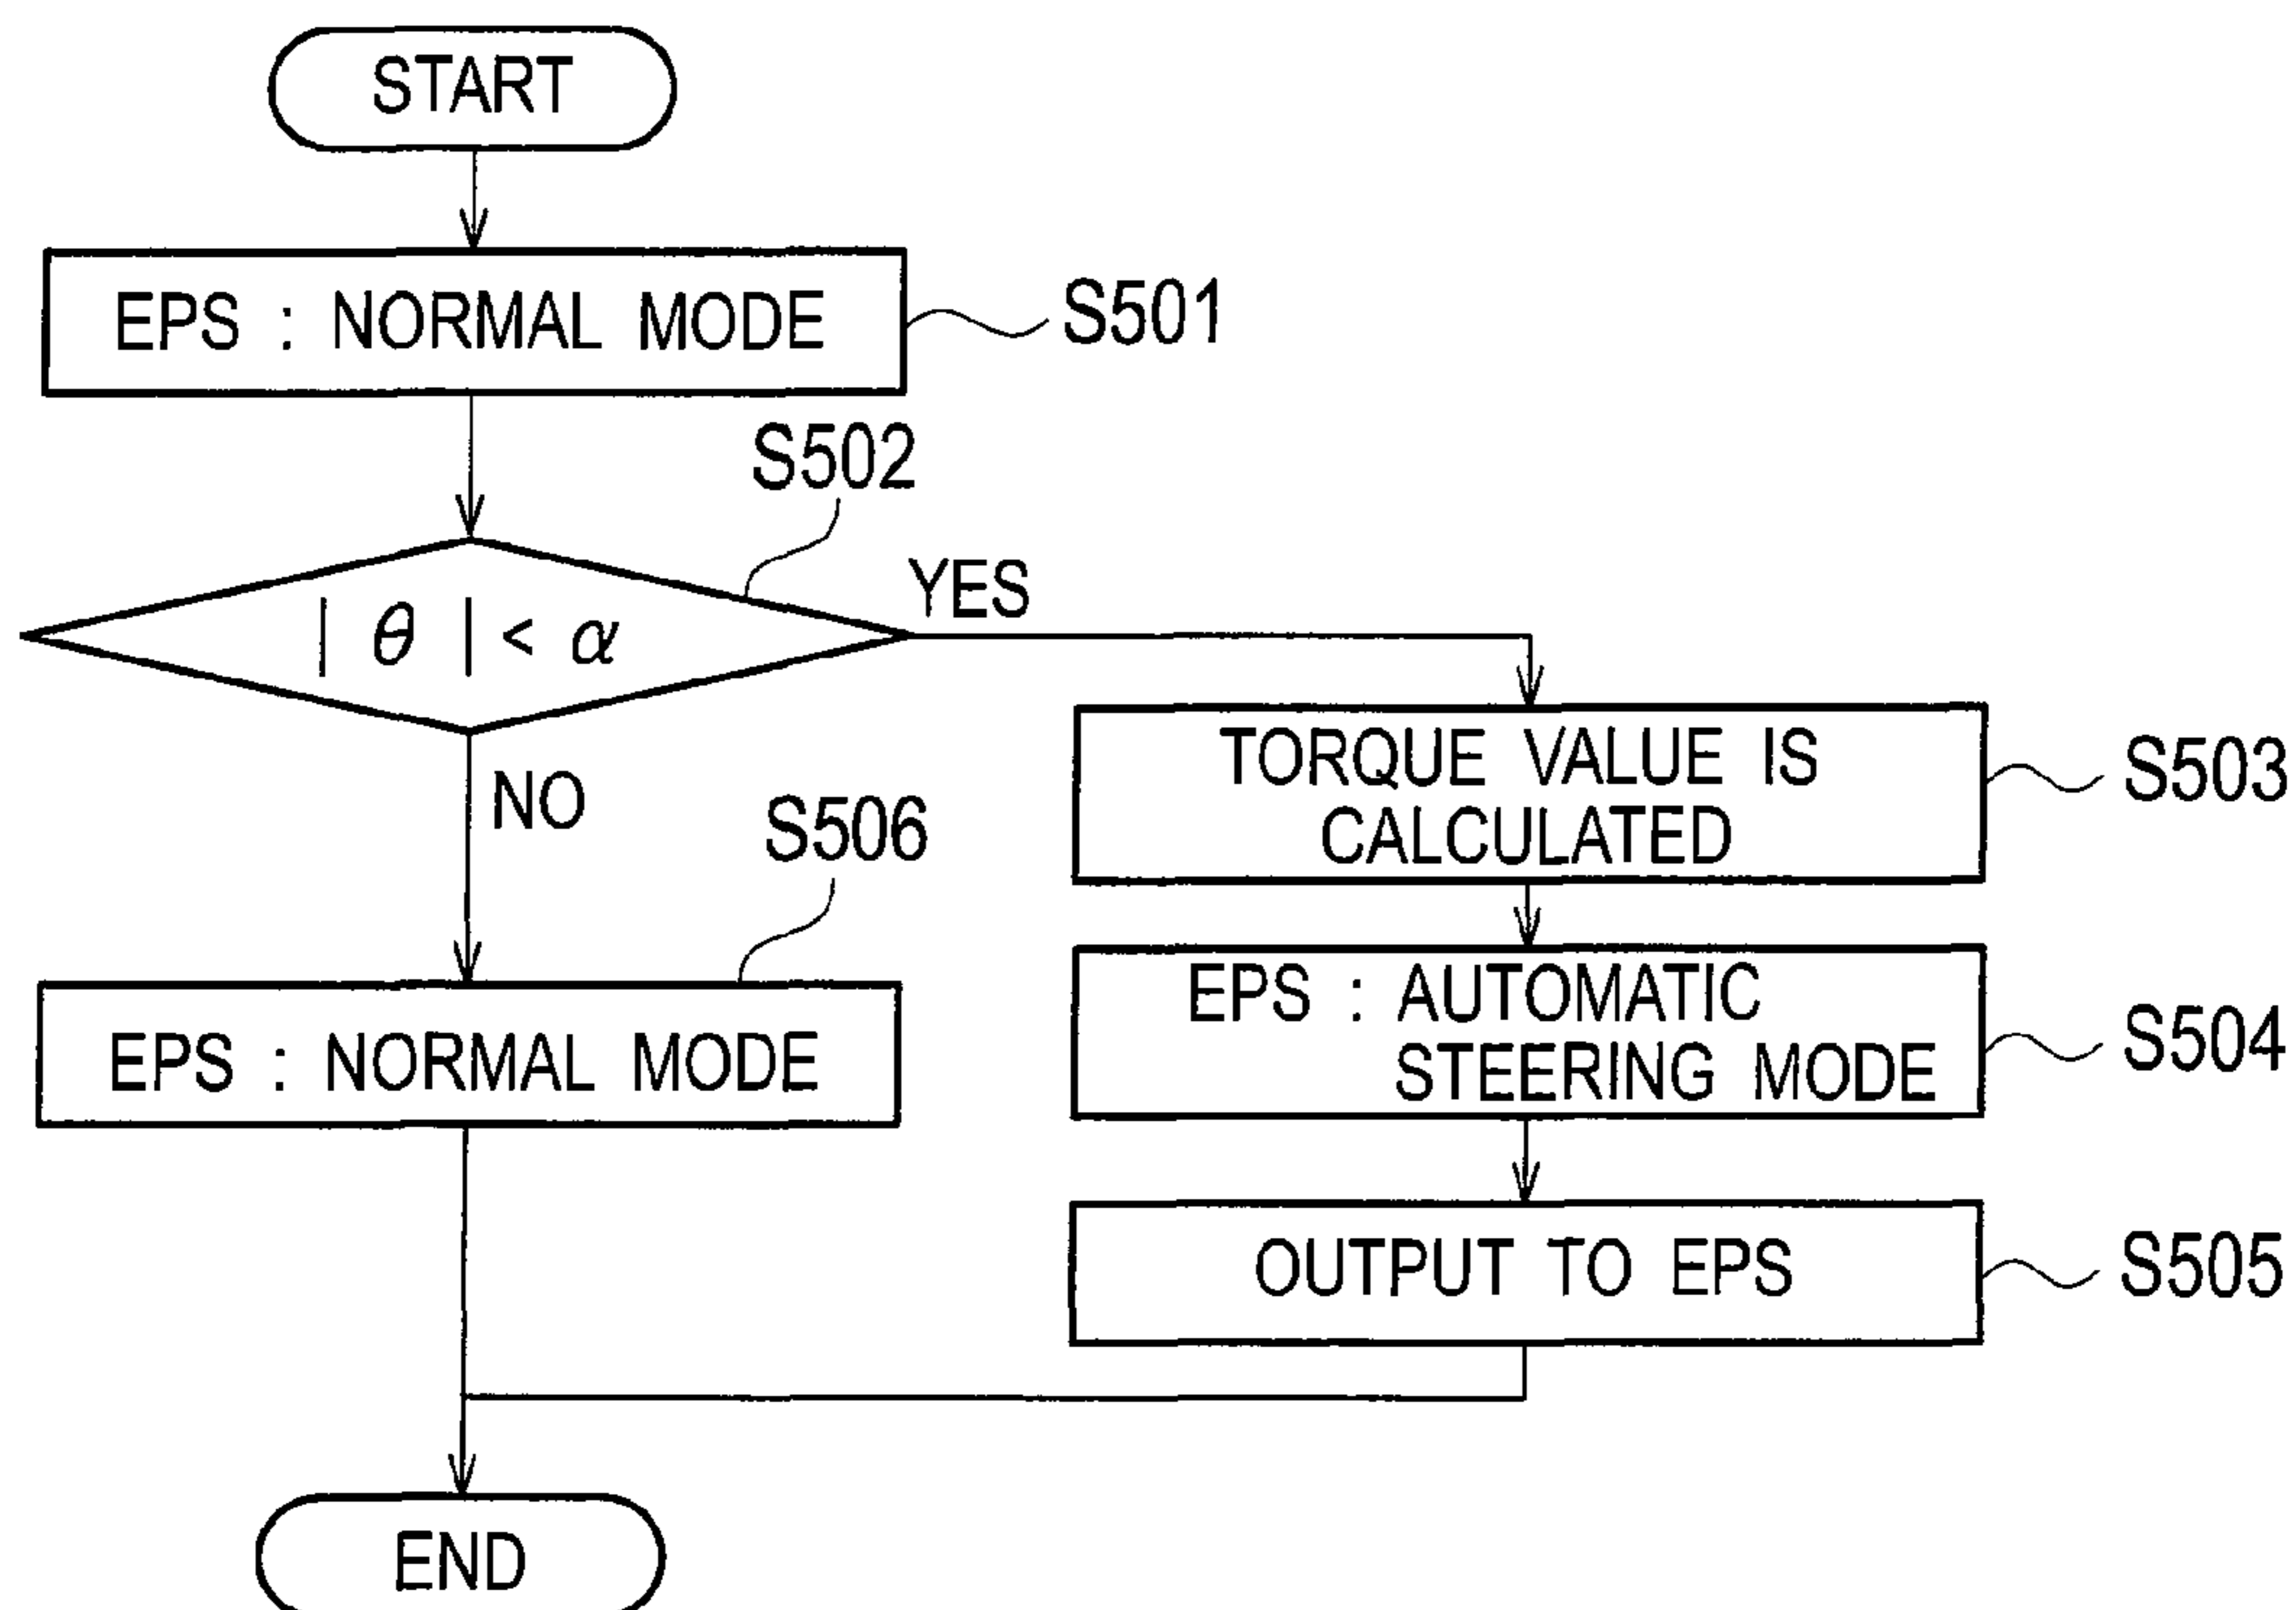 START
EPS : NORMAL MODE
S501
S502
| θ | < α
YES
NO
TORQUE VALUE IS
CALCULATED
S503
S506
EPS : NORMAL MODE
EPS : AUTOMATIC
STEERING MODE
S504
OUTPUT TO EPS
S505
END